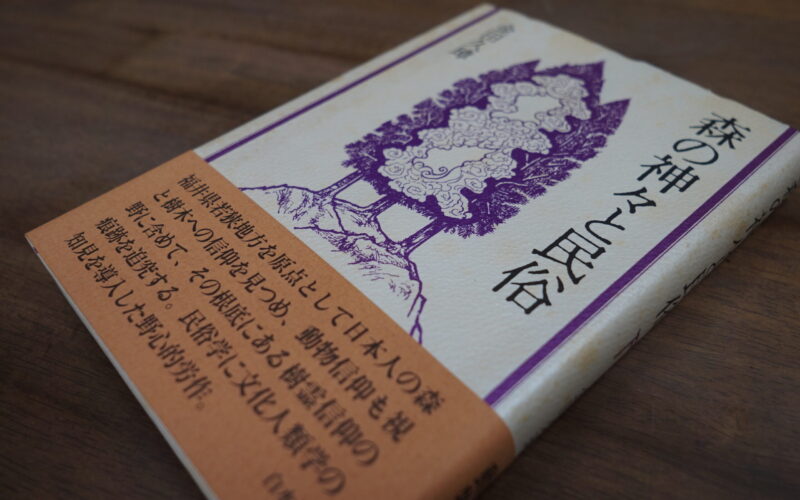 森の神々と民俗
福井県若狭地方を原点として日本人の森
と樹木への信仰を見つめ、動物信仰も視
野に含めて、その根底にある樹霊信仰の
痕跡を追究する。民俗学に文化人類学の
知見を導入した野心的労作。